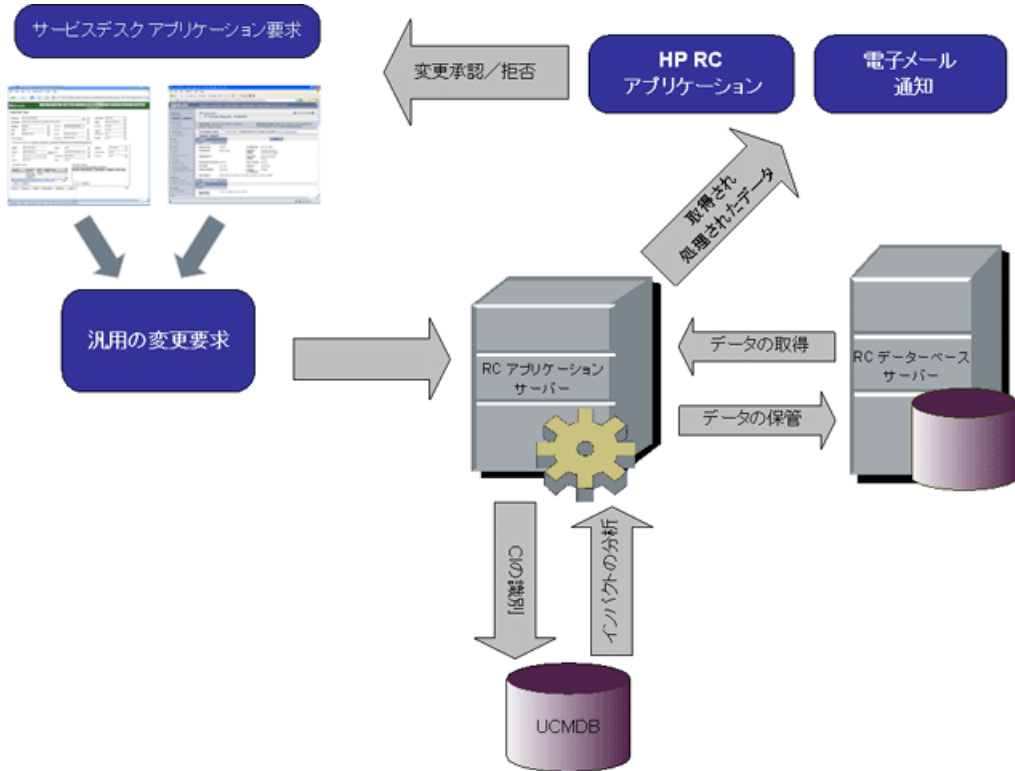 サービスデスク アプリケーション要求
変更承認／拒否
HP RC
アプリケーション
電子メール
通知
取得され
処理されたデータ
汎用の変更要求
RC アプリケーション
サーバー
データの取得
データの保管
RC データーベース
サーバー
CIの識別
インパクトの分析
UCMDB